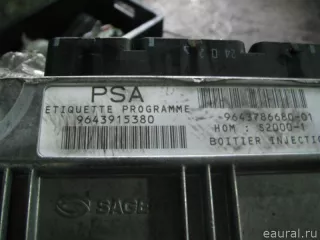 PSA
ETIQUETTE PROGRAMME
9643915380
9643786680-01
HOM : S2000-1
BOITIER INJECTIO
SAGE
eaural.ru